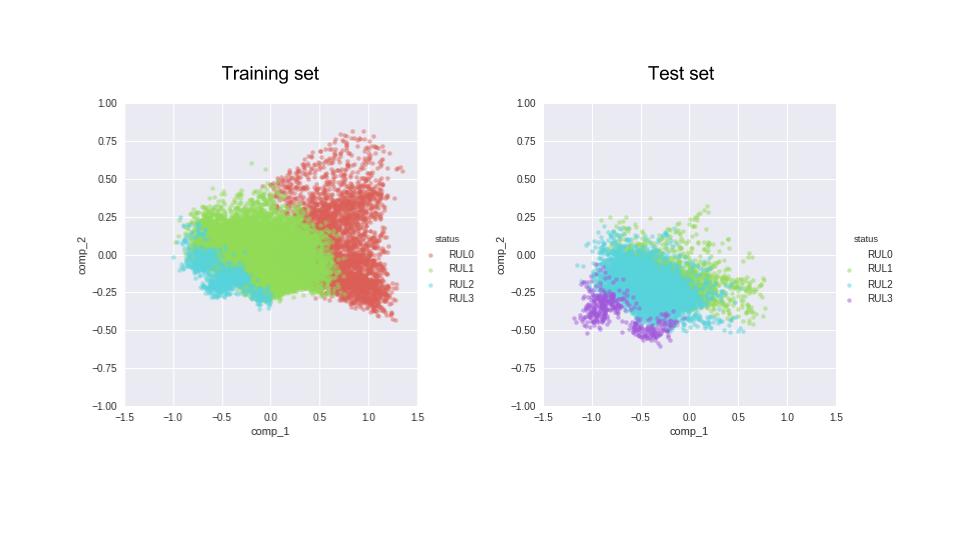 Training set
1.00
0.75
0.50
0.25
0.00
−0.25
−0.50
−0.75
−1.00
comp_2
−1.5 −1.0 −0.5 0.0 0.5 1.0 1.5
comp_1
status
RUL0
RUL1
RUL2
RUL3
Test set
1.00
0.75
0.50
0.25
0.00
−0.25
−0.50
−0.75
−1.00
comp_2
−1.5 −1.0 −0.5 0.0 0.5 1.0 1.5
comp_1
status
RUL0
RUL1
RUL2
RUL3